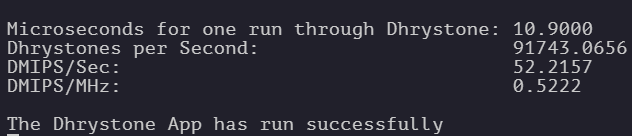 Microseconds for one run through Dhrystone: 10.9000
Dhrystones per Second: 91743.0656
DMIPS/Sec: 52.2157
DMIPS/MHz: 0.5222
The Dhrystone App has run successfully